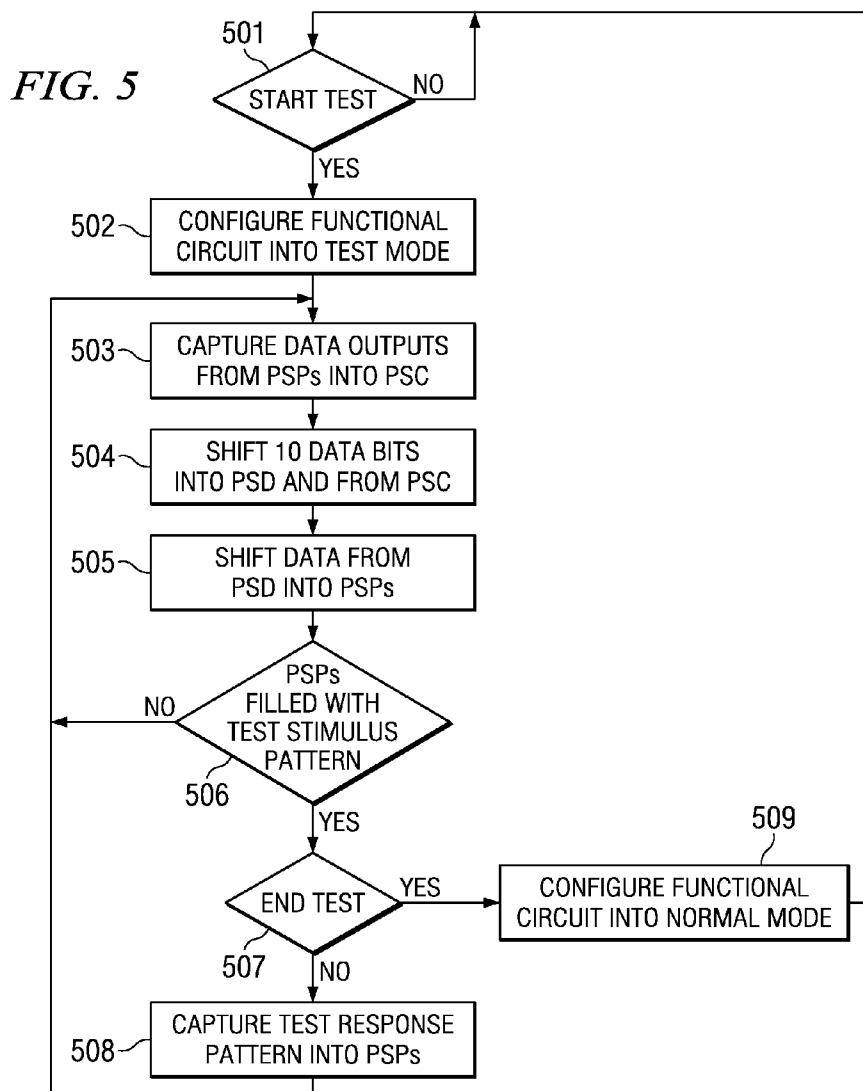 FIG. 5
501
START TEST
NO
YES
502
CONFIGURE FUNCTIONAL
CIRCUIT INTO TEST MODE
503
CAPTURE DATA OUTPUTS
FROM PSPs INTO PSC
504
SHIFT 10 DATA BITS
INTO PSD AND FROM PSC
505
SHIFT DATA FROM
PSD INTO PSPs
PSPs
FILLED WITH
TEST STIMULUS
PATTERN
NO
506
YES
END TEST
YES
507
NO
509
CONFIGURE FUNCTIONAL
CIRCUIT INTO NORMAL MODE
508
CAPTURE TEST RESPONSE
PATTERN INTO PSPs